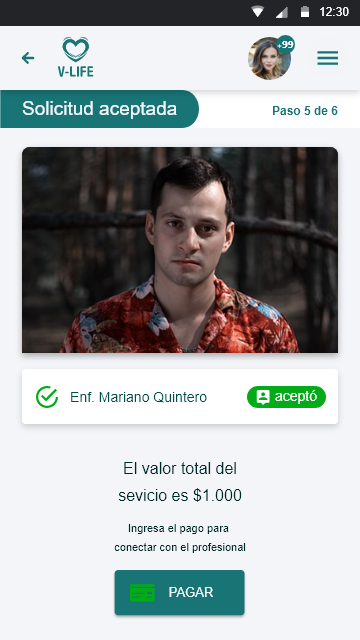 12:30
V-LIFE
+99
Solicitud aceptada
Paso 5 de 6
Enf. Mariano Quintero
aceptó
El valor total del
sevicio es $1.000
Ingresa el pago para
conectar con el profesional
PAGAR